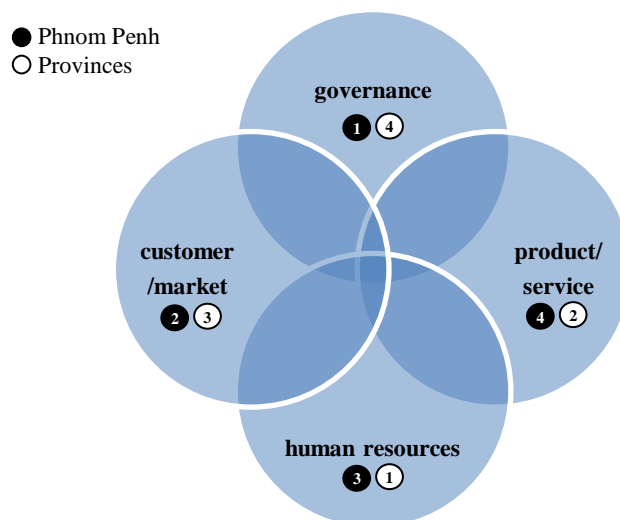 Phnom Penh
Provinces
governance
1 4
customer
/market
2 3
product/
service
4 2
human resources
3 1